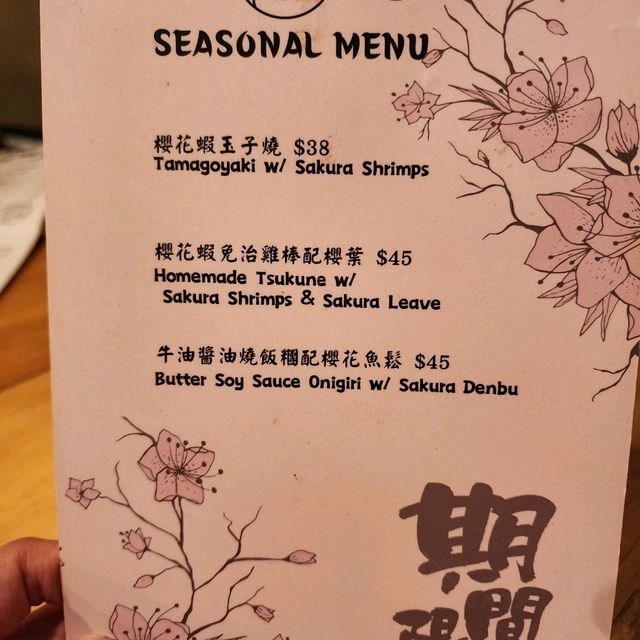 SEASONAL MENU
櫻花蝦玉子燒 $38
Tamagoyaki w/ Sakura Shrimps
櫻花蝦免治雞棒配櫻葉 $45
Homemade Tsukune w/
Sakura Shrimps & Sakura Leave
牛油醬油燒飯糰配櫻花魚鬆 $45
Butter Soy Sauce Onigiri w/ Sakura Denbu
期間
限